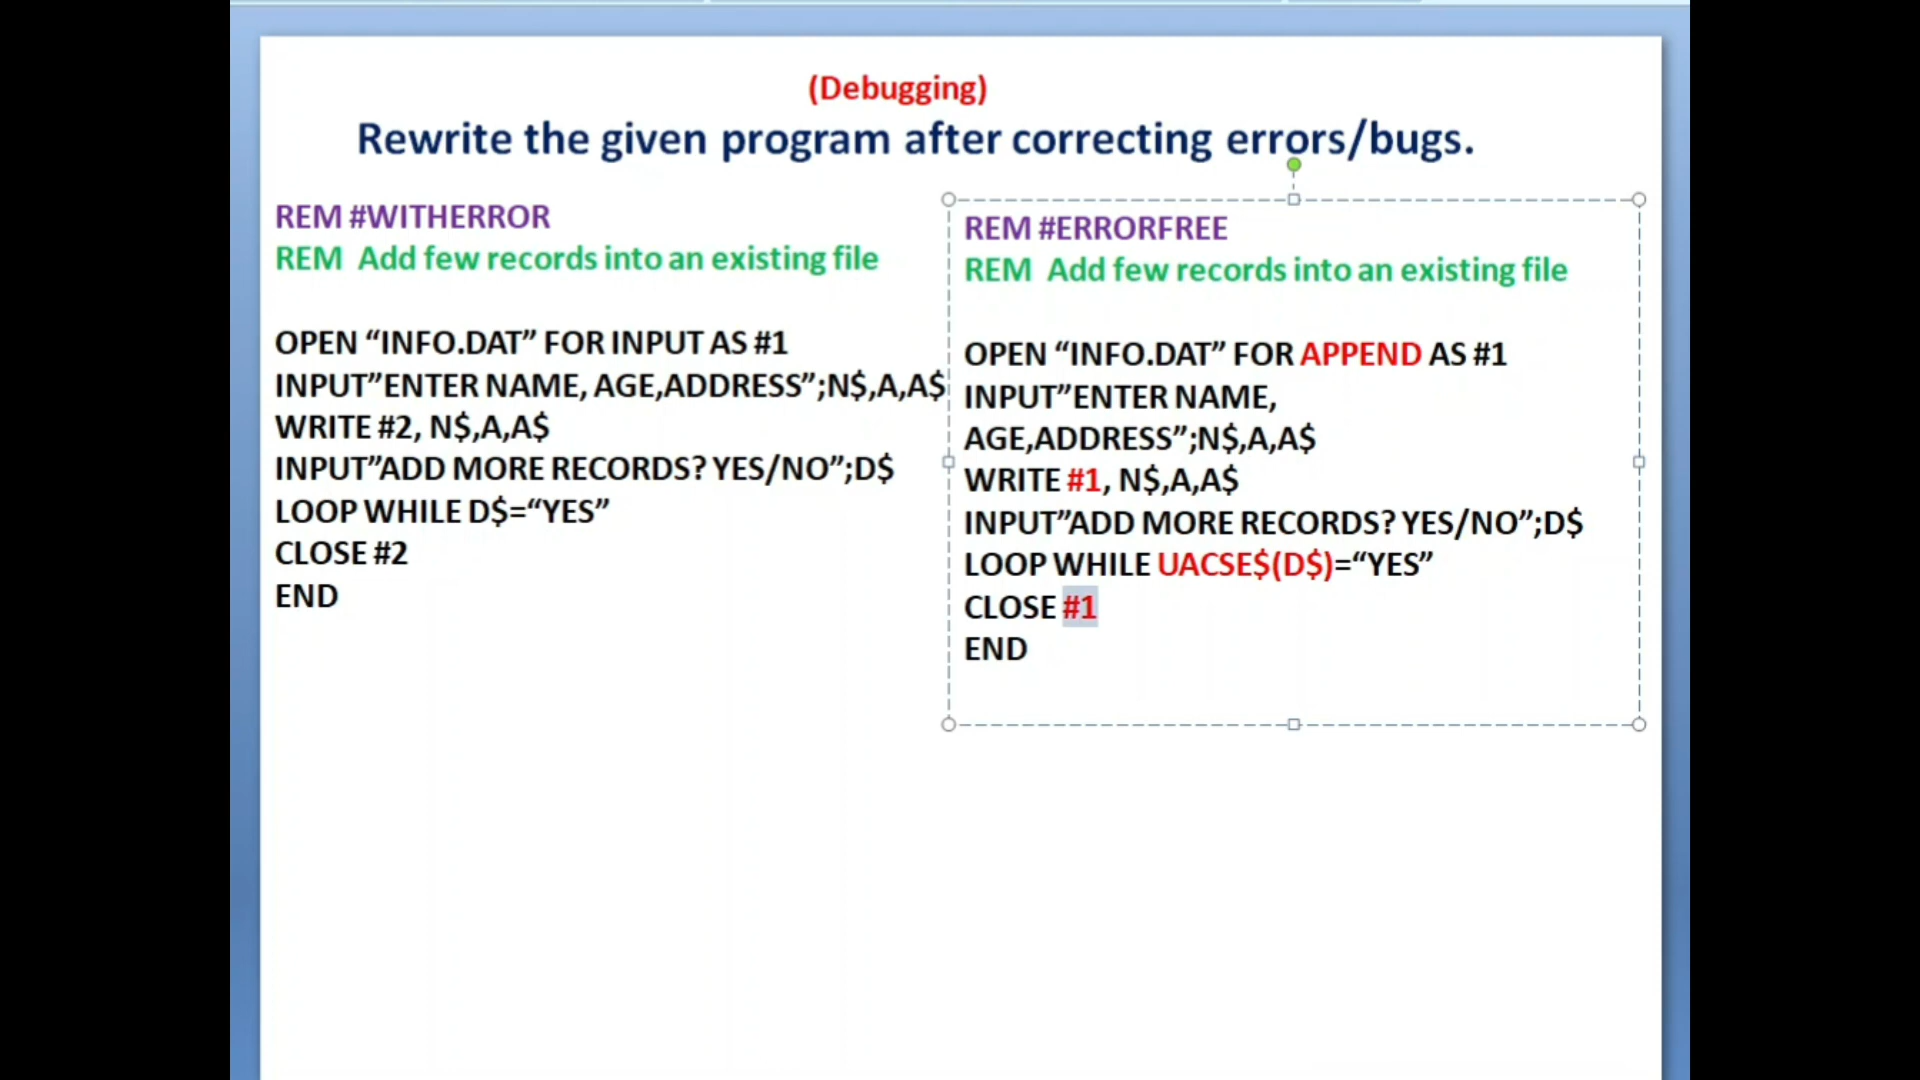 (Debugging)
Rewrite the given program after correcting errors/bugs.
REM #WITHERROR
REM  Add few records into an existing file
OPEN “INFO.DAT” FOR INPUT AS #1
INPUT”ENTER NAME, AGE,ADDRESS”;N$,A,A$
WRITE #2, N$,A,A$
INPUT”ADD MORE RECORDS? YES/NO”;D$
LOOP WHILE D$=“YES”
CLOSE #2
END
REM #ERRORFREE
REM  Add few records into an existing file
OPEN “INFO.DAT” FOR APPEND AS #1
INPUT”ENTER NAME,
AGE,ADDRESS”;N$,A,A$
WRITE #1, N$,A,A$
INPUT”ADD MORE RECORDS? YES/NO”;D$
LOOP WHILE UACSE$(D$)=“YES”
CLOSE #1
END